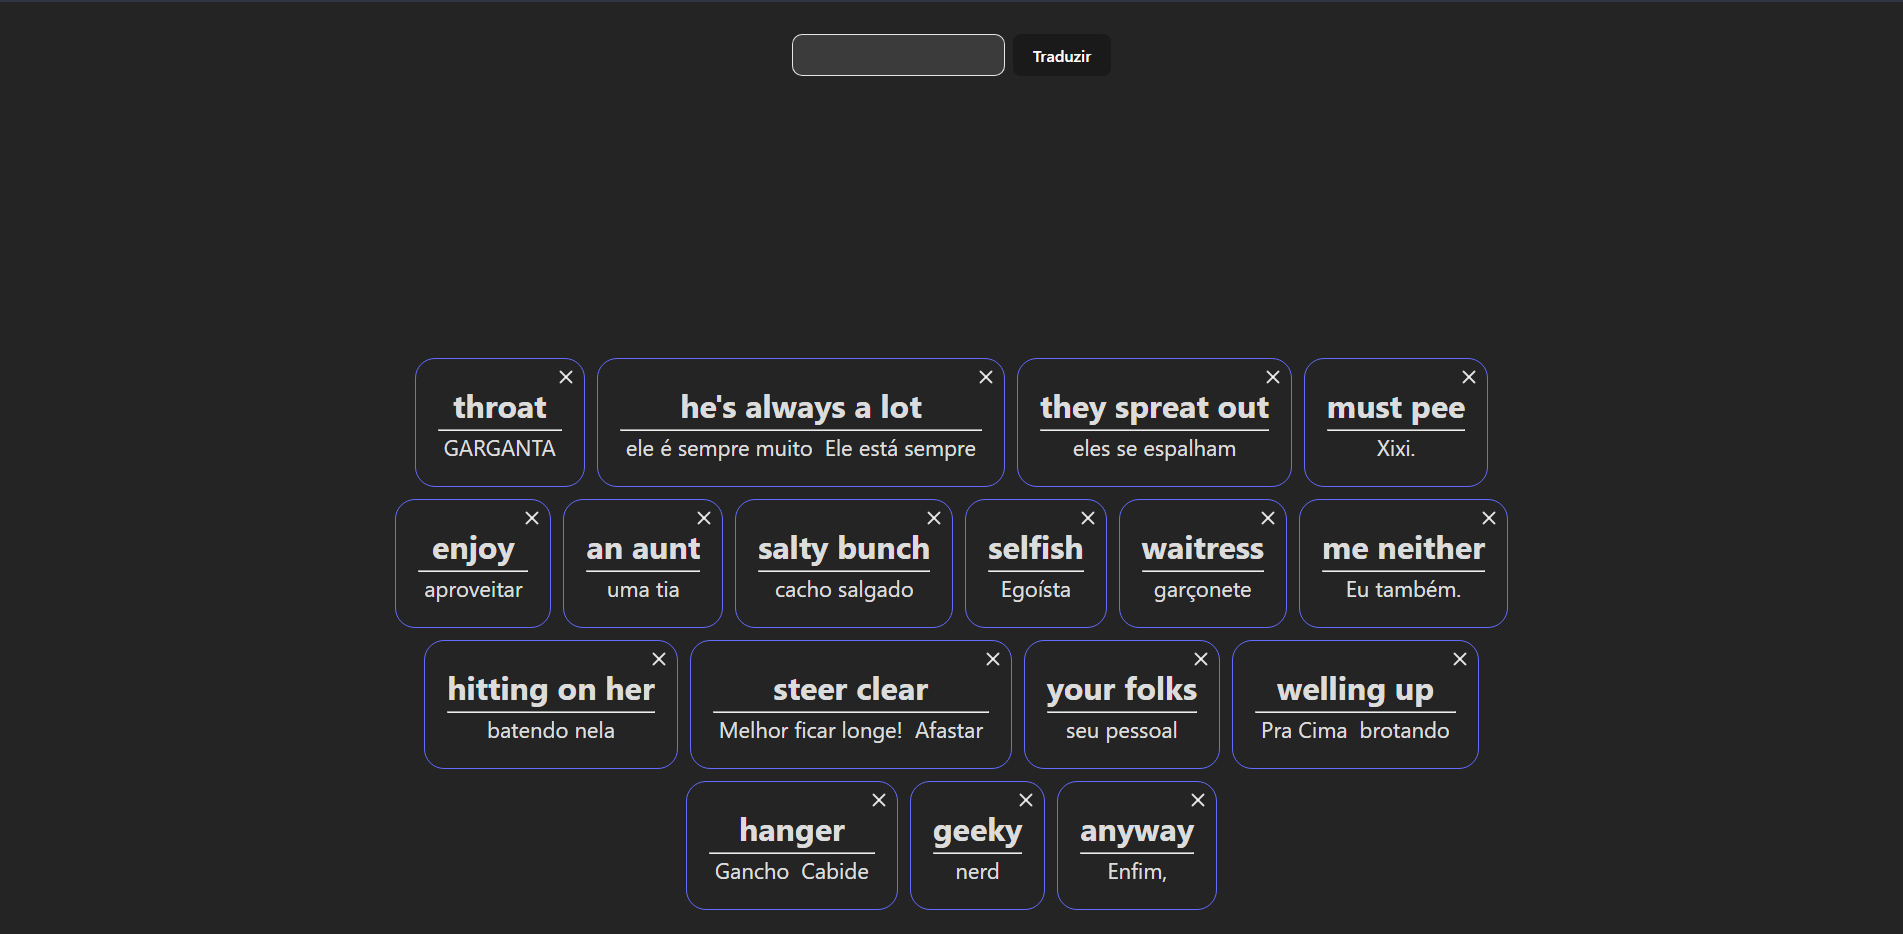 Traduzir
throat
GARGANTA
he's always a lot
ele é sempre muito Ele está sempre
they spreat out
eles se espalham
must pee
Xixi.
enjoy
aproveitar
an aunt
uma tia
salty bunch
cacho salgado
selfish
Egoísta
waitress
garçonete
me neither
Eu também.
hitting on her
batendo nela
steer clear
Melhor ficar longe! Afastar
your folks
seu pessoal
welling up
Pra Cima brotando
hanger
Gancho Cabide
geeky
nerd
anyway
Enfim,